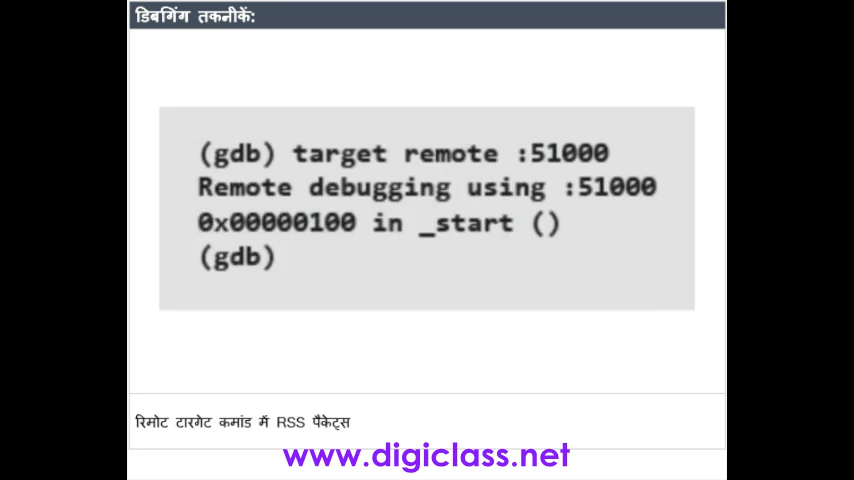 डिबगिंग तकनीकें:
(gdb) target remote :51000
Remote debugging using :51000
0x00000100 in _start ()
(gdb)
रिमोट टारगेट कमांड में RSS पैकेट्स
www.digiclass.net